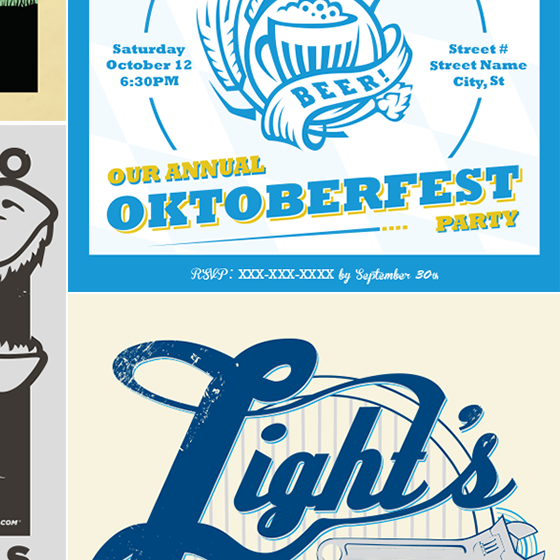 Saturday
October 12
6:30PM
Street #
Street Name
City, St
BEER!
OUR ANNUAL
OKTOBERFEST
PARTY
RSVP: XXX-XXX-XXXX by September 30th
Light's
.COM
S